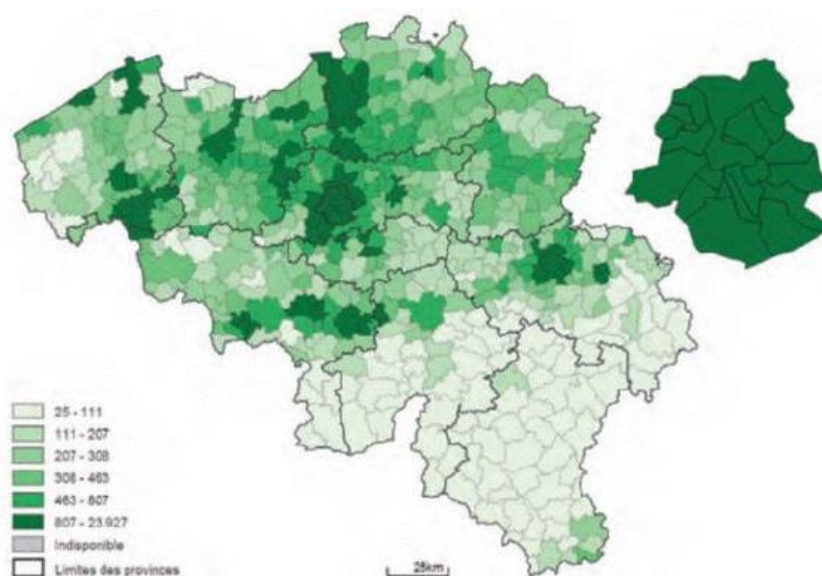 25 - 111
111 - 207
207 - 308
308 - 463
463 - 807
807 - 23.927
Indisponible
Limites des provinces
25km